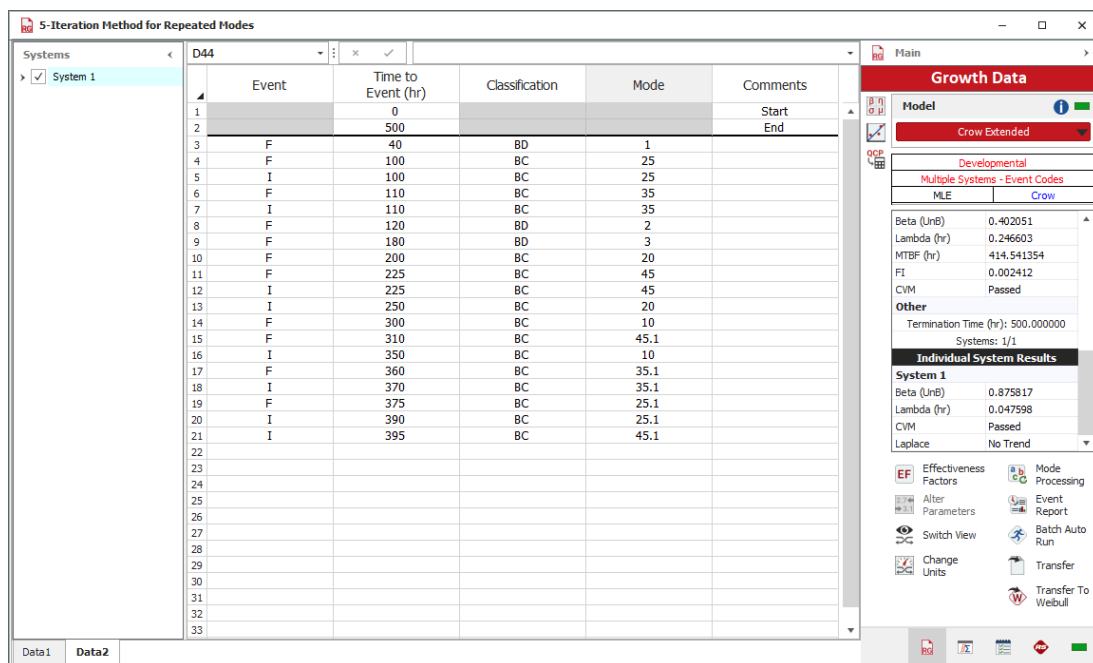 5-Iteration Method for Repeated Modes
Systems
System 1
D44
Event Time to Event (hr) Classification Mode Comments
1 0 Start
2 500 End
3 F 40 BD 1
4 F 100 BC 25
5 I 100 BC 25
6 F 110 BC 35
7 I 110 BC 35
8 F 120 BD 2
9 F 180 BD 3
10 F 200 BC 20
11 F 225 BC 45
12 I 225 BC 45
13 I 250 BC 20
14 F 300 BC 10
15 F 310 BC 45.1
16 I 350 BC 10
17 F 360 BC 35.1
18 I 370 BC 35.1
19 F 375 BC 25.1
20 I 390 BC 25.1
21 I 395 BC 45.1
22
23
24
25
26
27
28
29
30
31
32
33
Data1 Data2
Main
Growth Data
βη
σμ
Model
Crow Extended
QCP
Developmental
Multiple Systems - Event Codes
MLE Crow
Beta (UnB) 0.402051
Lambda (hr) 0.246603
MTBF (hr) 414.541354
FI 0.002412
CVM Passed
Other
Termination Time (hr): 500.000000
Systems: 1/1
Individual System Results
System 1
Beta (UnB) 0.875817
Lambda (hr) 0.047598
CVM Passed
Laplace No Trend
EF Effectiveness Factors
Mode Processing
Alter Parameters
Event Report
Switch View
Batch Auto Run
Change Units
Transfer
Transfer To Weibull